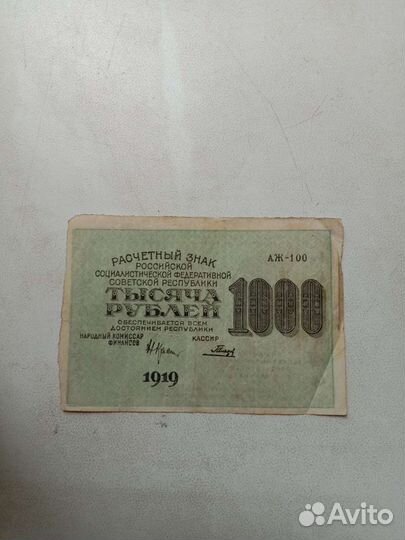 РАСЧЕТНЫЙ ЗНАК
РОССИЙСКОЙ
СОЦИАЛИСТИЧЕСКОЙ ФЕДЕРАТИВНОЙ
СОВЕТСКОЙ РЕСПУБЛИКИ
АЖ-100
ТЫСЯЧА
РУБЛЕЙ
1000
ОБЕСПЕЧИВАЕТСЯ ВСЕМ
ДОСТОЯНИЕМ РЕСПУБЛИКИ
НАРОДНЫЙ КОМИССАР
ФИНАНСОВ
КАССИР
1919
Avito